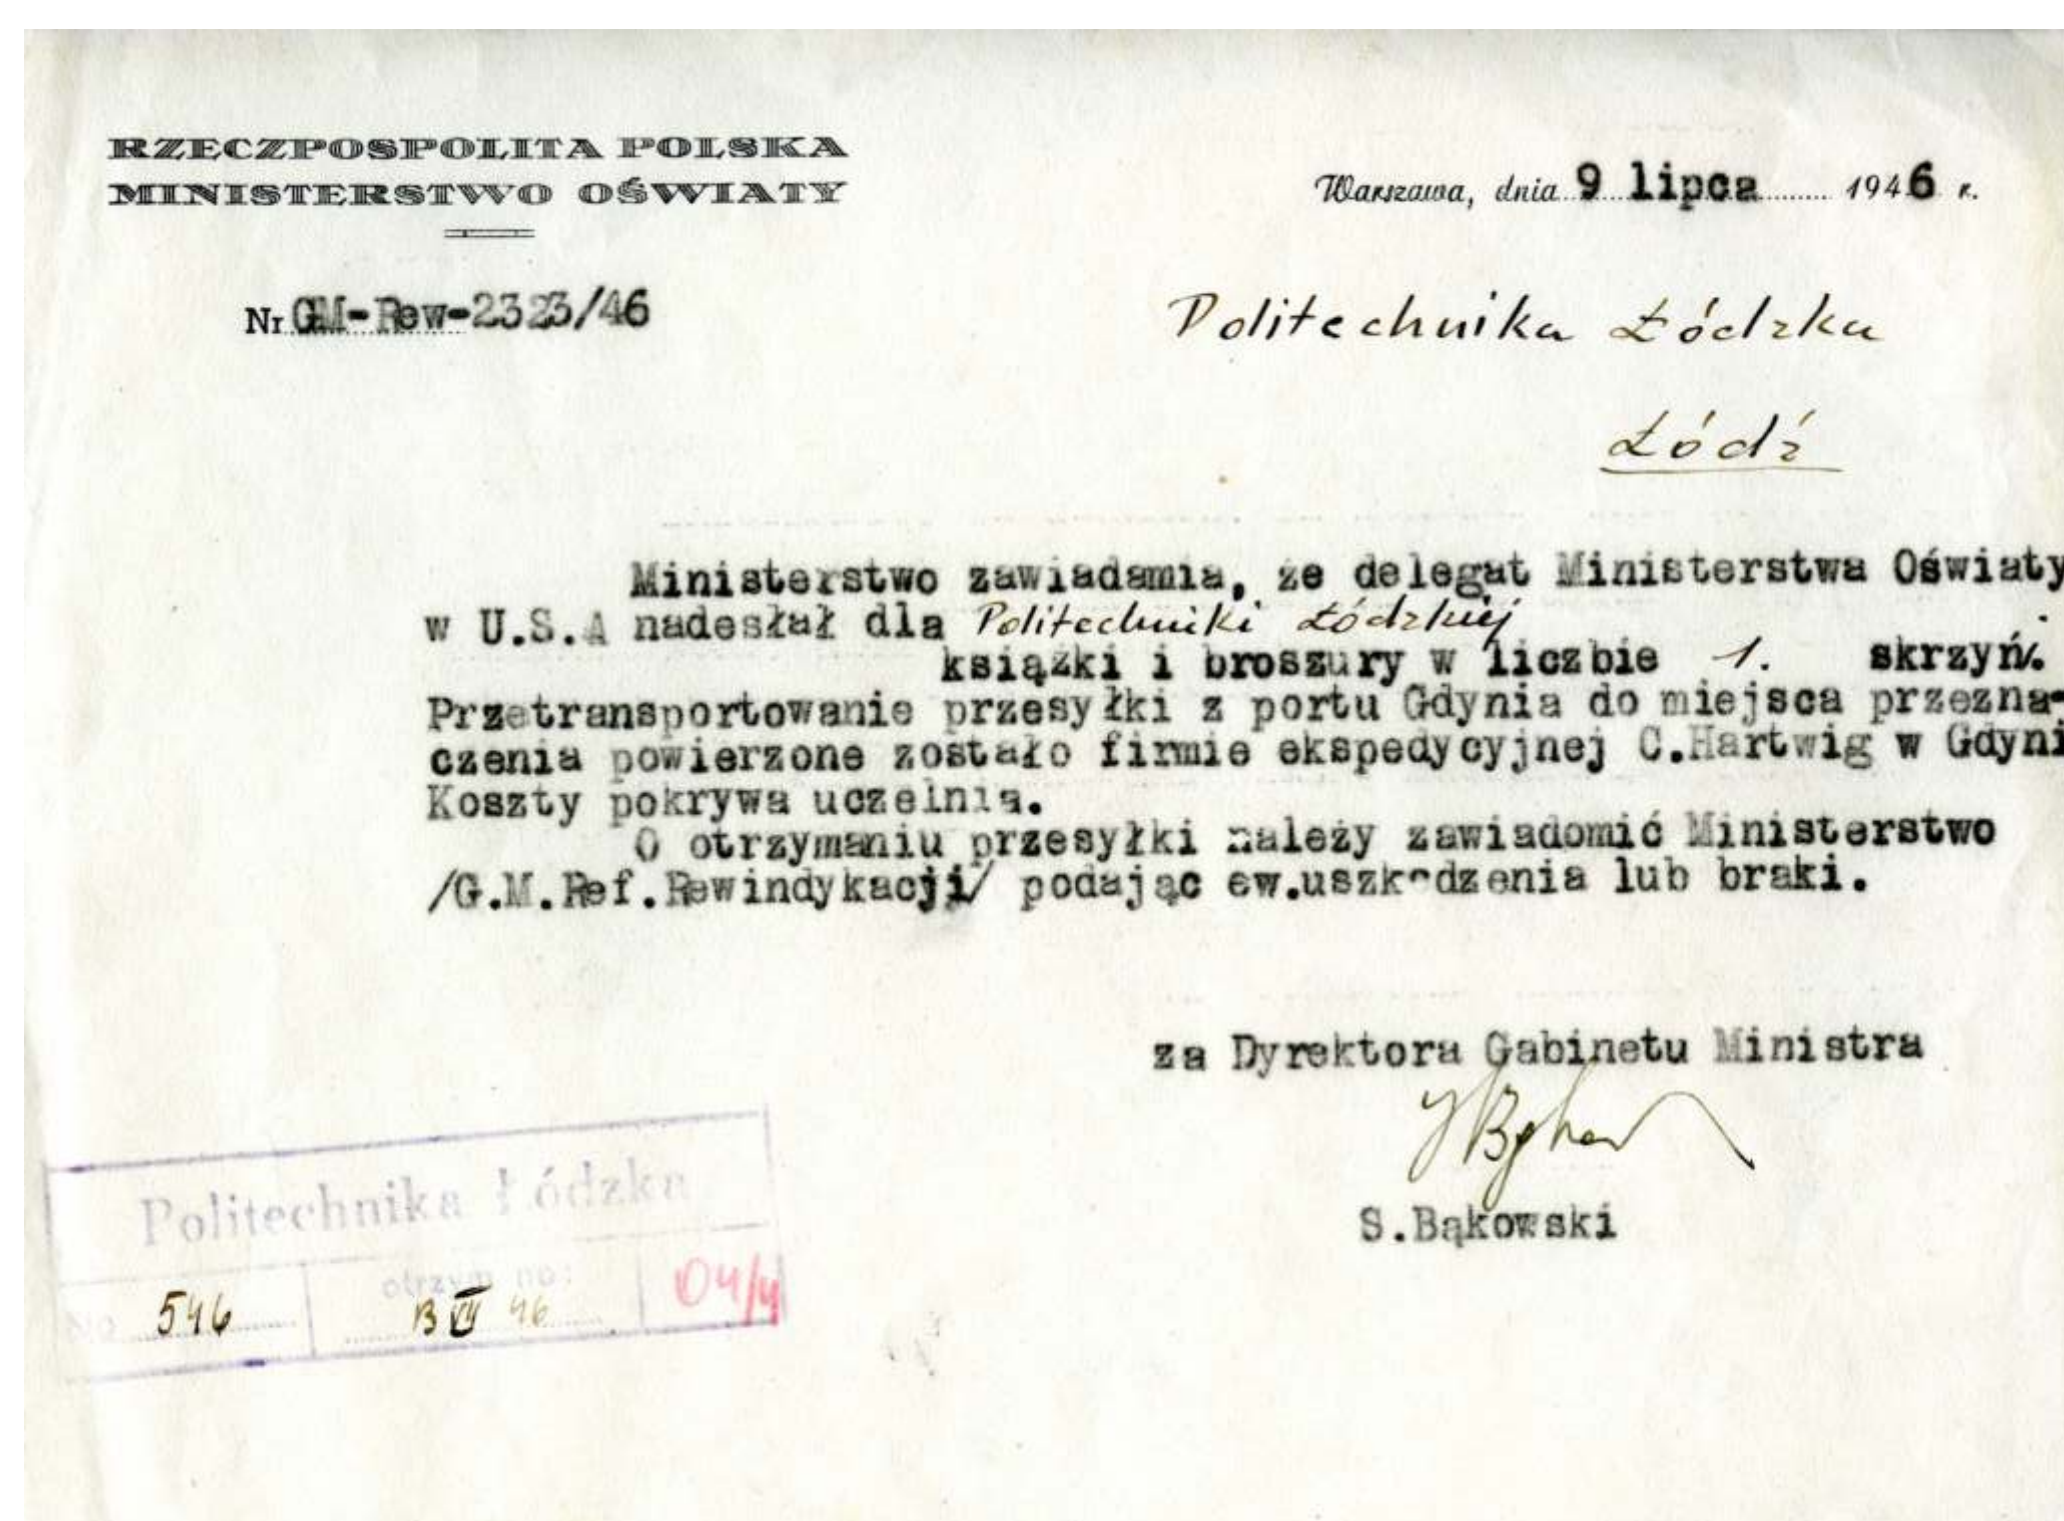 RZECZPOSPOLITA POLSKA
MINISTERSTWO OŚWIATY
Warszawa, dnia 9 lipca 1946 r.
Nr GM-Rew-2323/46
Politechnika Łódzka
Łódź
Ministerstwo zawiadamia, że delegat Ministerstwa Oświaty
w U.S.A nadesłał dla Politechniki Łódzkiej
książki i broszury w liczbie 1. skrzyń.
Przetransportowanie przesyłki z portu Gdynia do miejsca przezna-
czenia powierzone zostało firmie ekspedycyjnej C.Hartwig w Gdyni
Koszty pokrywa uczelnia.
O otrzymaniu przesyłki należy zawiadomić Ministerstwo
/G.M.Ref.Rewindykacji/ podając ew.uszkodzenia lub braki.
za Dyrektora Gabinetu Ministra
S.Bąkowski
Politechnika Łódzka
otrzym no:
No 546 13 VII 46 04/4